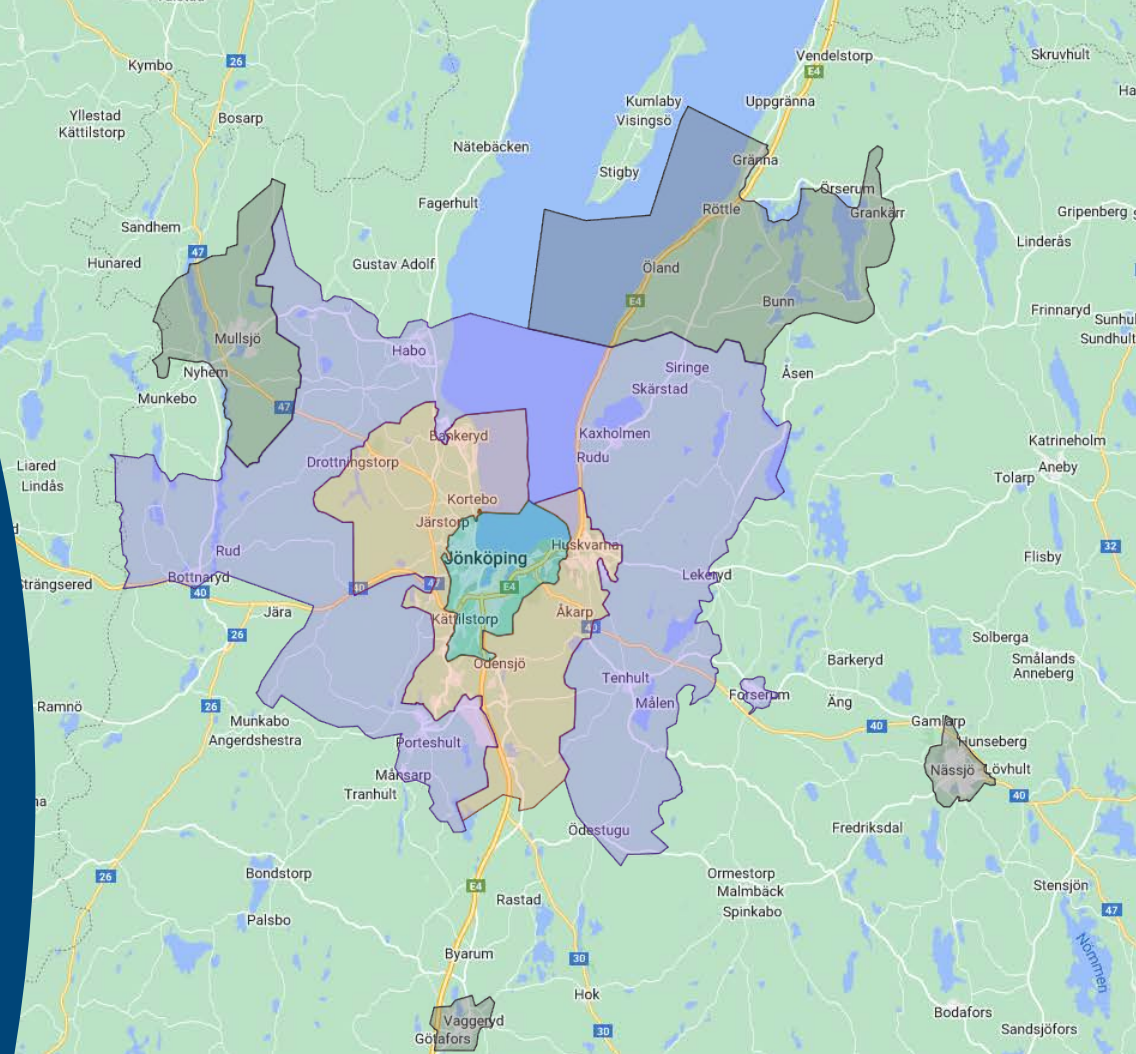 Kymbo
26
Vendelstorp
E4
Skruvhult
Yllestad
Kättilstorp
Bosarp
Kumlaby
Visingsö
Uppgränna
Nätebäcken
Gränna
Stigby
Örserum
Fagerhult
Röttle
Grankärr
Gripenberg
Sandhem
47
Linderås
Hunared
Gustav Adolf
Öland
E4
Bunn
Frinnaryd
Sunhul
Sundhult
Mullsjö
Habo
Siringe
Nyhem
Skärstad
Åsen
Munkebo
47
Bankeryd
Kaxholmen
Katrineholm
Liared
Lindås
Drottningstorp
Rudu
Aneby
Tolarp
Kortebo
Järstorp
Rud
Huskvarna
32
Jönköping
Flisby
Strängsered
Bottnaryd
40
40
47
E4
Lekeryd
Jära
Kättilstorp
Åkarp
40
26
Solberga
Odensjö
Barkeryd
Smålands
Anneberg
Tenhult
Målen
Forserum
Äng
Ramnö
26
Munkabo
Angerdshestra
Porteshult
40
Gamlarp
Hunseberg
Månsarp
Nässjö
Lövhult
Tranhult
40
Ödestugu
Fredriksdal
26
Bondstorp
E4
Ormestorp
Malmbäck
Spinkabo
Stensjön
Rastad
47
Palsbo
Byarum
30
Nömmen
Hok
Vaggeryd
Götafors
30
Bodafors
Sandsjöfors